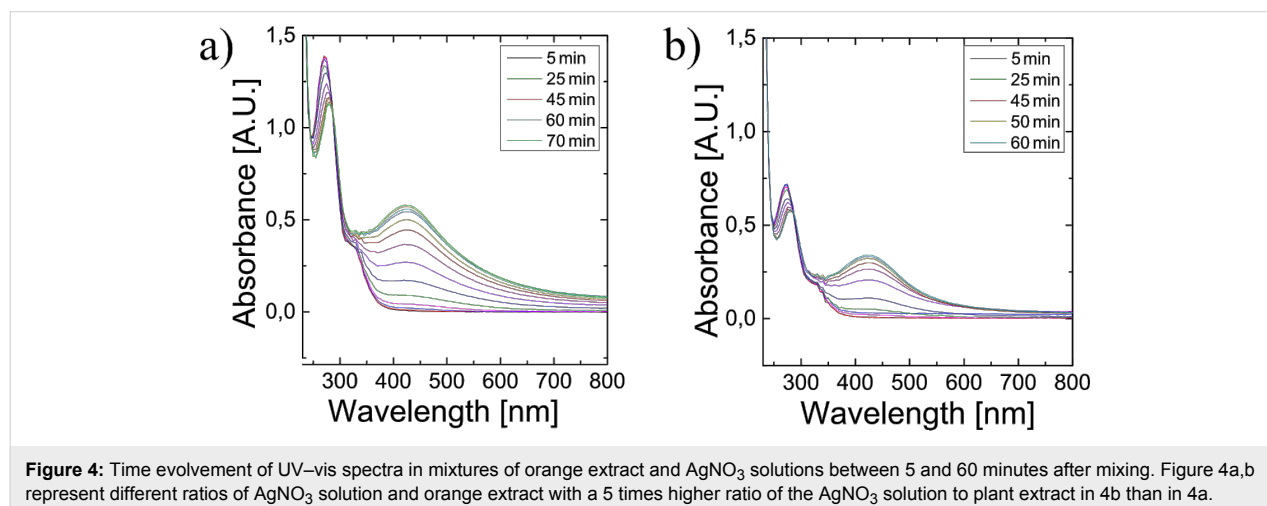 a)
1,5
1,0
0,5
0,0
Absorbance [A.U.]
300 400 500 600 700 800
Wavelength [nm]
5 min
25 min
45 min
60 min
70 min
b)
1,5
1,0
0,5
0,0
Absorbance [A.U.]
300 400 500 600 700 800
Wavelength [nm]
5 min
25 min
45 min
50 min
60 min
Figure 4: Time evolvement of UV–vis spectra in mixtures of orange extract and AgNO₃ solutions between 5 and 60 minutes after mixing. Figure 4a,b
represent different ratios of AgNO₃ solution and orange extract with a 5 times higher ratio of the AgNO₃ solution to plant extract in 4b than in 4a.